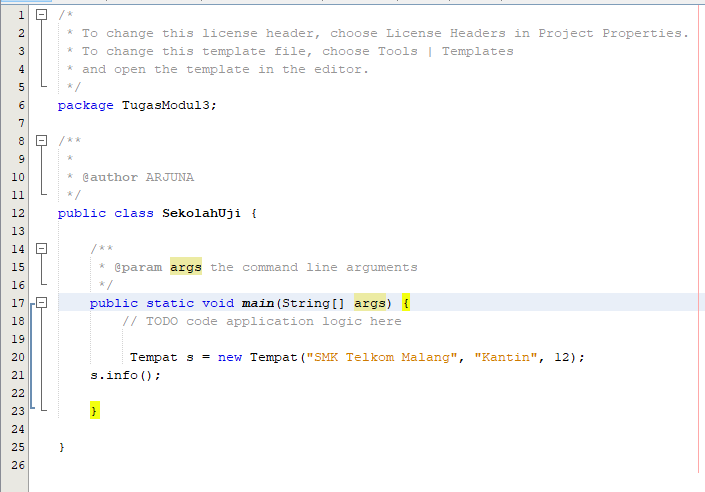 1 /*
2 * To change this license header, choose License Headers in Project Properties.
3 * To change this template file, choose Tools | Templates
4 * and open the template in the editor.
5 */
6 package TugasModul3;
7
8 /**
9 *
10 * @author ARJUNA
11 */
12 public class SekolahUji {
13
14 /**
15 * @param args the command line arguments
16 */
17 public static void main(String[] args) {
18 // TODO code application logic here
19
20 Tempat s = new Tempat("SMK Telkom Malang", "Kantin", 12);
21 s.info();
22
23 }
24
25 }
26